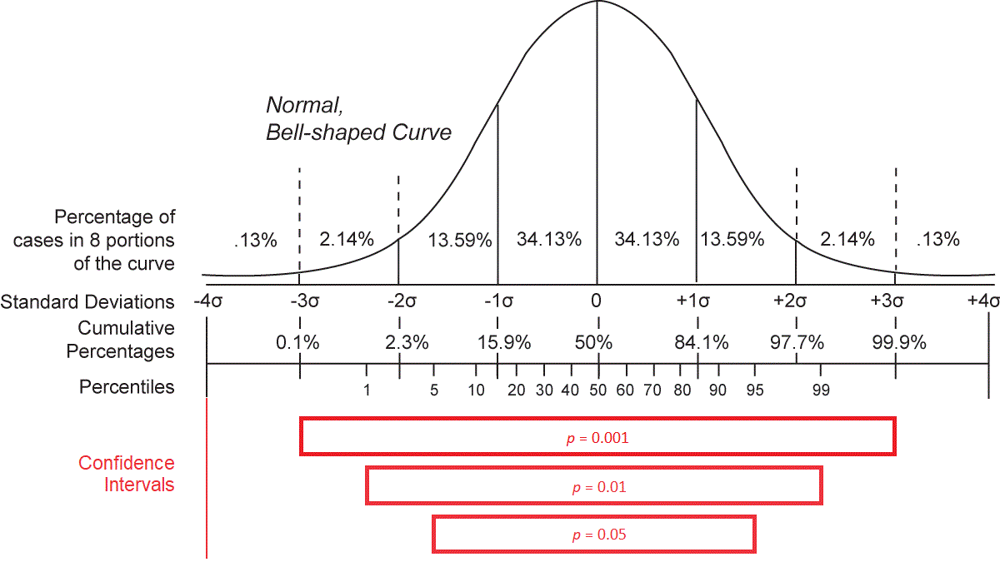 Normal,
Bell-shaped Curve
Percentage of
cases in 8 portions
of the curve
.13% 2.14% 13.59% 34.13% 34.13% 13.59% 2.14% .13%
Standard Deviations -4σ -3σ -2σ -1σ 0 +1σ +2σ +3σ +4σ
Cumulative
Percentages 0.1% 2.3% 15.9% 50% 84.1% 97.7% 99.9%
Percentiles 1 5 10 20 30 40 50 60 70 80 90 95 99
p = 0.001
Confidence
Intervals
p = 0.01
p = 0.05